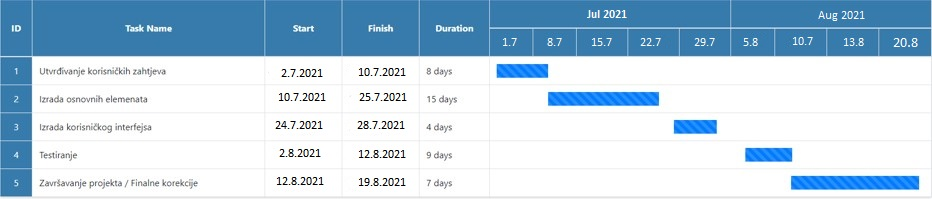 ID Task Name Start Finish Duration Jul 2021 Aug 2021
1.7 8.7 15.7 22.7 29.7 5.8 10.7 13.8 20.8
1 Utvrđivanje korisničkih zahtjeva 2.7.2021 10.7.2021 8 days
2 Izrada osnovnih elemenata 10.7.2021 25.7.2021 15 days
3 Izrada korisničkog interfejsa 24.7.2021 28.7.2021 4 days
4 Testiranje 2.8.2021 12.8.2021 9 days
5 Završavanje projekta / Finalne korekcije 12.8.2021 19.8.2021 7 days